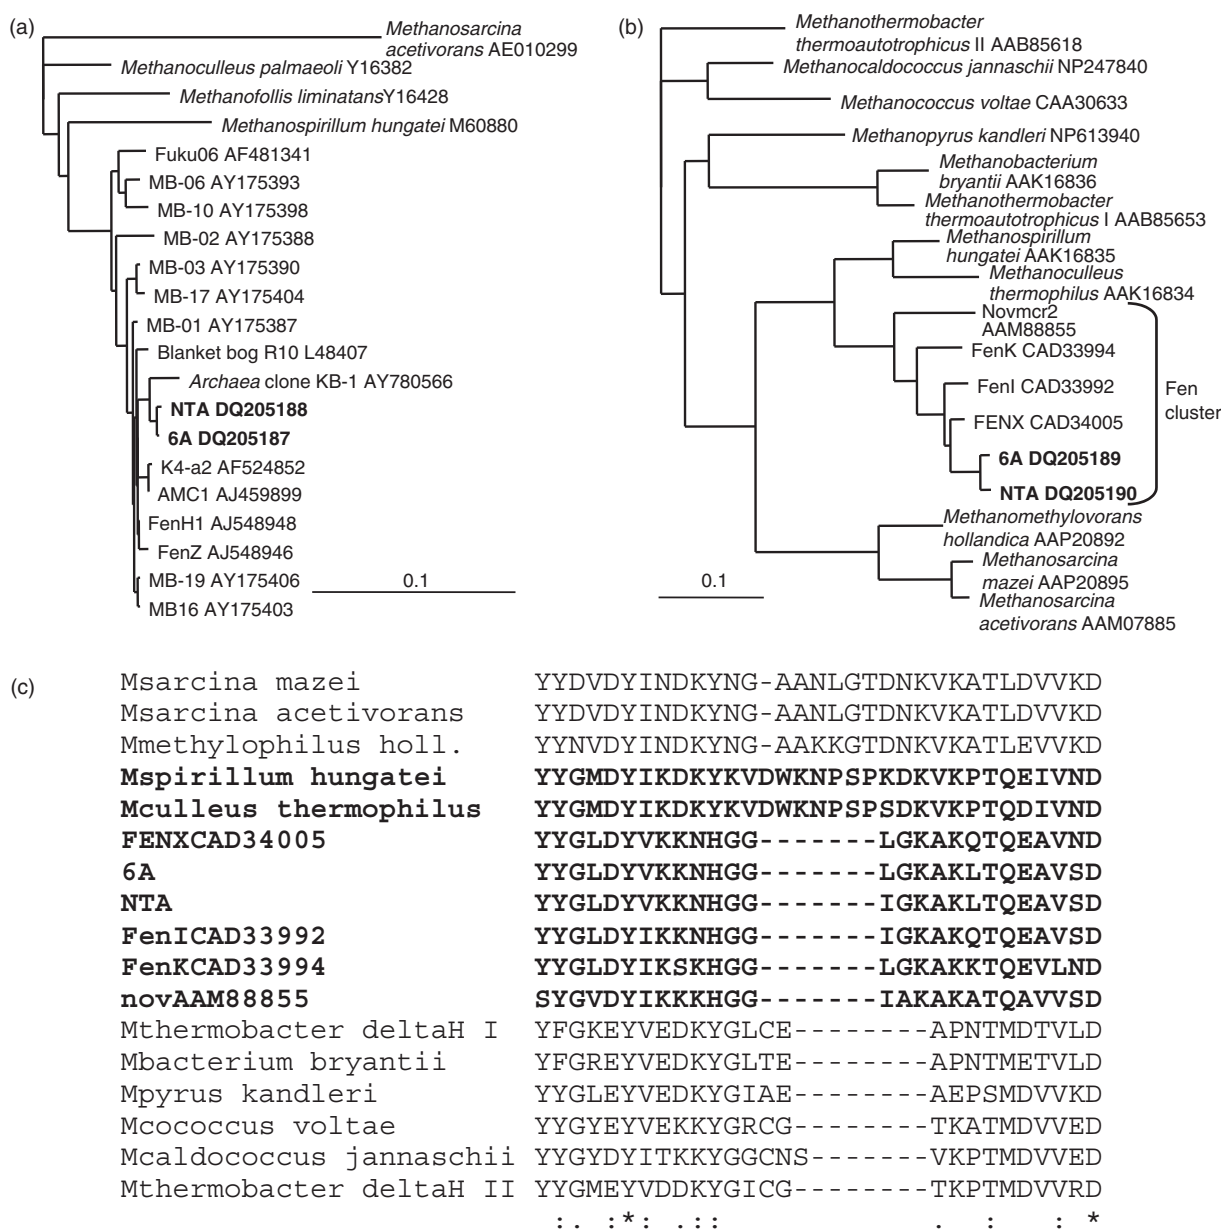 (a)
Methanosarcina
acetivorans AE010299
Methanoculleus palmaeoli Y16382
Methanofollis liminatansY16428
Methanospirillum hungatei M60880
Fuku06 AF481341
MB-06 AY175393
MB-10 AY175398
MB-02 AY175388
MB-03 AY175390
MB-17 AY175404
MB-01 AY175387
Blanket bog R10 L48407
Archaea clone KB-1 AY780566
NTA DQ205188
6A DQ205187
K4-a2 AF524852
AMC1 AJ459899
FenH1 AJ548948
FenZ AJ548946
MB-19 AY175406
MB16 AY175403
0.1
(b)
Methanothermobacter
thermoautotrophicus II AAB85618
Methanocaldococcus jannaschii NP247840
Methanococcus voltae CAA30633
Methanopyrus kandleri NP613940
Methanobacterium
bryantii AAK16836
Methanothermobacter
thermoautotrophicus I AAB85653
Methanospirillum
hungatei AAK16835
Methanoculleus
thermophilus AAK16834
Novmcr2
AAM88855
FenK CAD33994
FenI CAD33992
FENX CAD34005
6A DQ205189
NTA DQ205190
Fen
cluster
Methanomethylovorans
hollandica AAP20892
Methanosarcina
mazei AAP20895
Methanosarcina
acetivorans AAM07885
0.1
(c)
Msarcina mazei YYDVDYINDKYNG-AANLGTDNKVKATLDVVKD
Msarcina acetivorans YYDVDYINDKYNG-AANLGTDNKVKATLDVVKD
Mmethylophilus holl. YYNVDYINDKYNG-AAKKGTDNKVKATLEVVKD
Mspirillum hungatei YYGMDYIKDKYKVDWKNPSPKDKVKPTQEIVND
Mculleus thermophilus YYGMDYIKDKYKVDWKNPSPSDKVKPTQDIVND
FENXCAD34005 YYGLDYVKKNHGG-------LGKAKQTQEAVND
6A YYGLDYVKKNHGG-------LGKAKLTQEAVSD
NTA YYGLDYVKKNHGG-------IGKAKLTQEAVSD
FenICAD33992 YYGLDYIKKNHGG-------IGKAKQTQEAVSD
FenKCAD33994 YYGLDYIKSKHGG-------LGKAKKTQEVLND
novAAM88855 SYGVDYIKKKHGG-------IAKAKATQAVVSD
Mthermobacter deltaH I YFGKEYVEDKYGLCE--------APNTMDTVLD
Mbacterium bryantii YFGREYVEDKYGLTE--------APNTMETVLD
Mpyrus kandleri YYGLEYVEDKYGIAE--------AEPSMDVVKD
Mcococcus voltae YYGYEYVEKKYGRCG--------TKATMDVVED
Mcaldococcus jannaschii YYGYDYITKKYGGCNS-------VKPTMDVVED
Mthermobacter deltaH II YYGMEYVDDKYGICG--------TKPTMDVVRD
:. :*: .:: . : : *